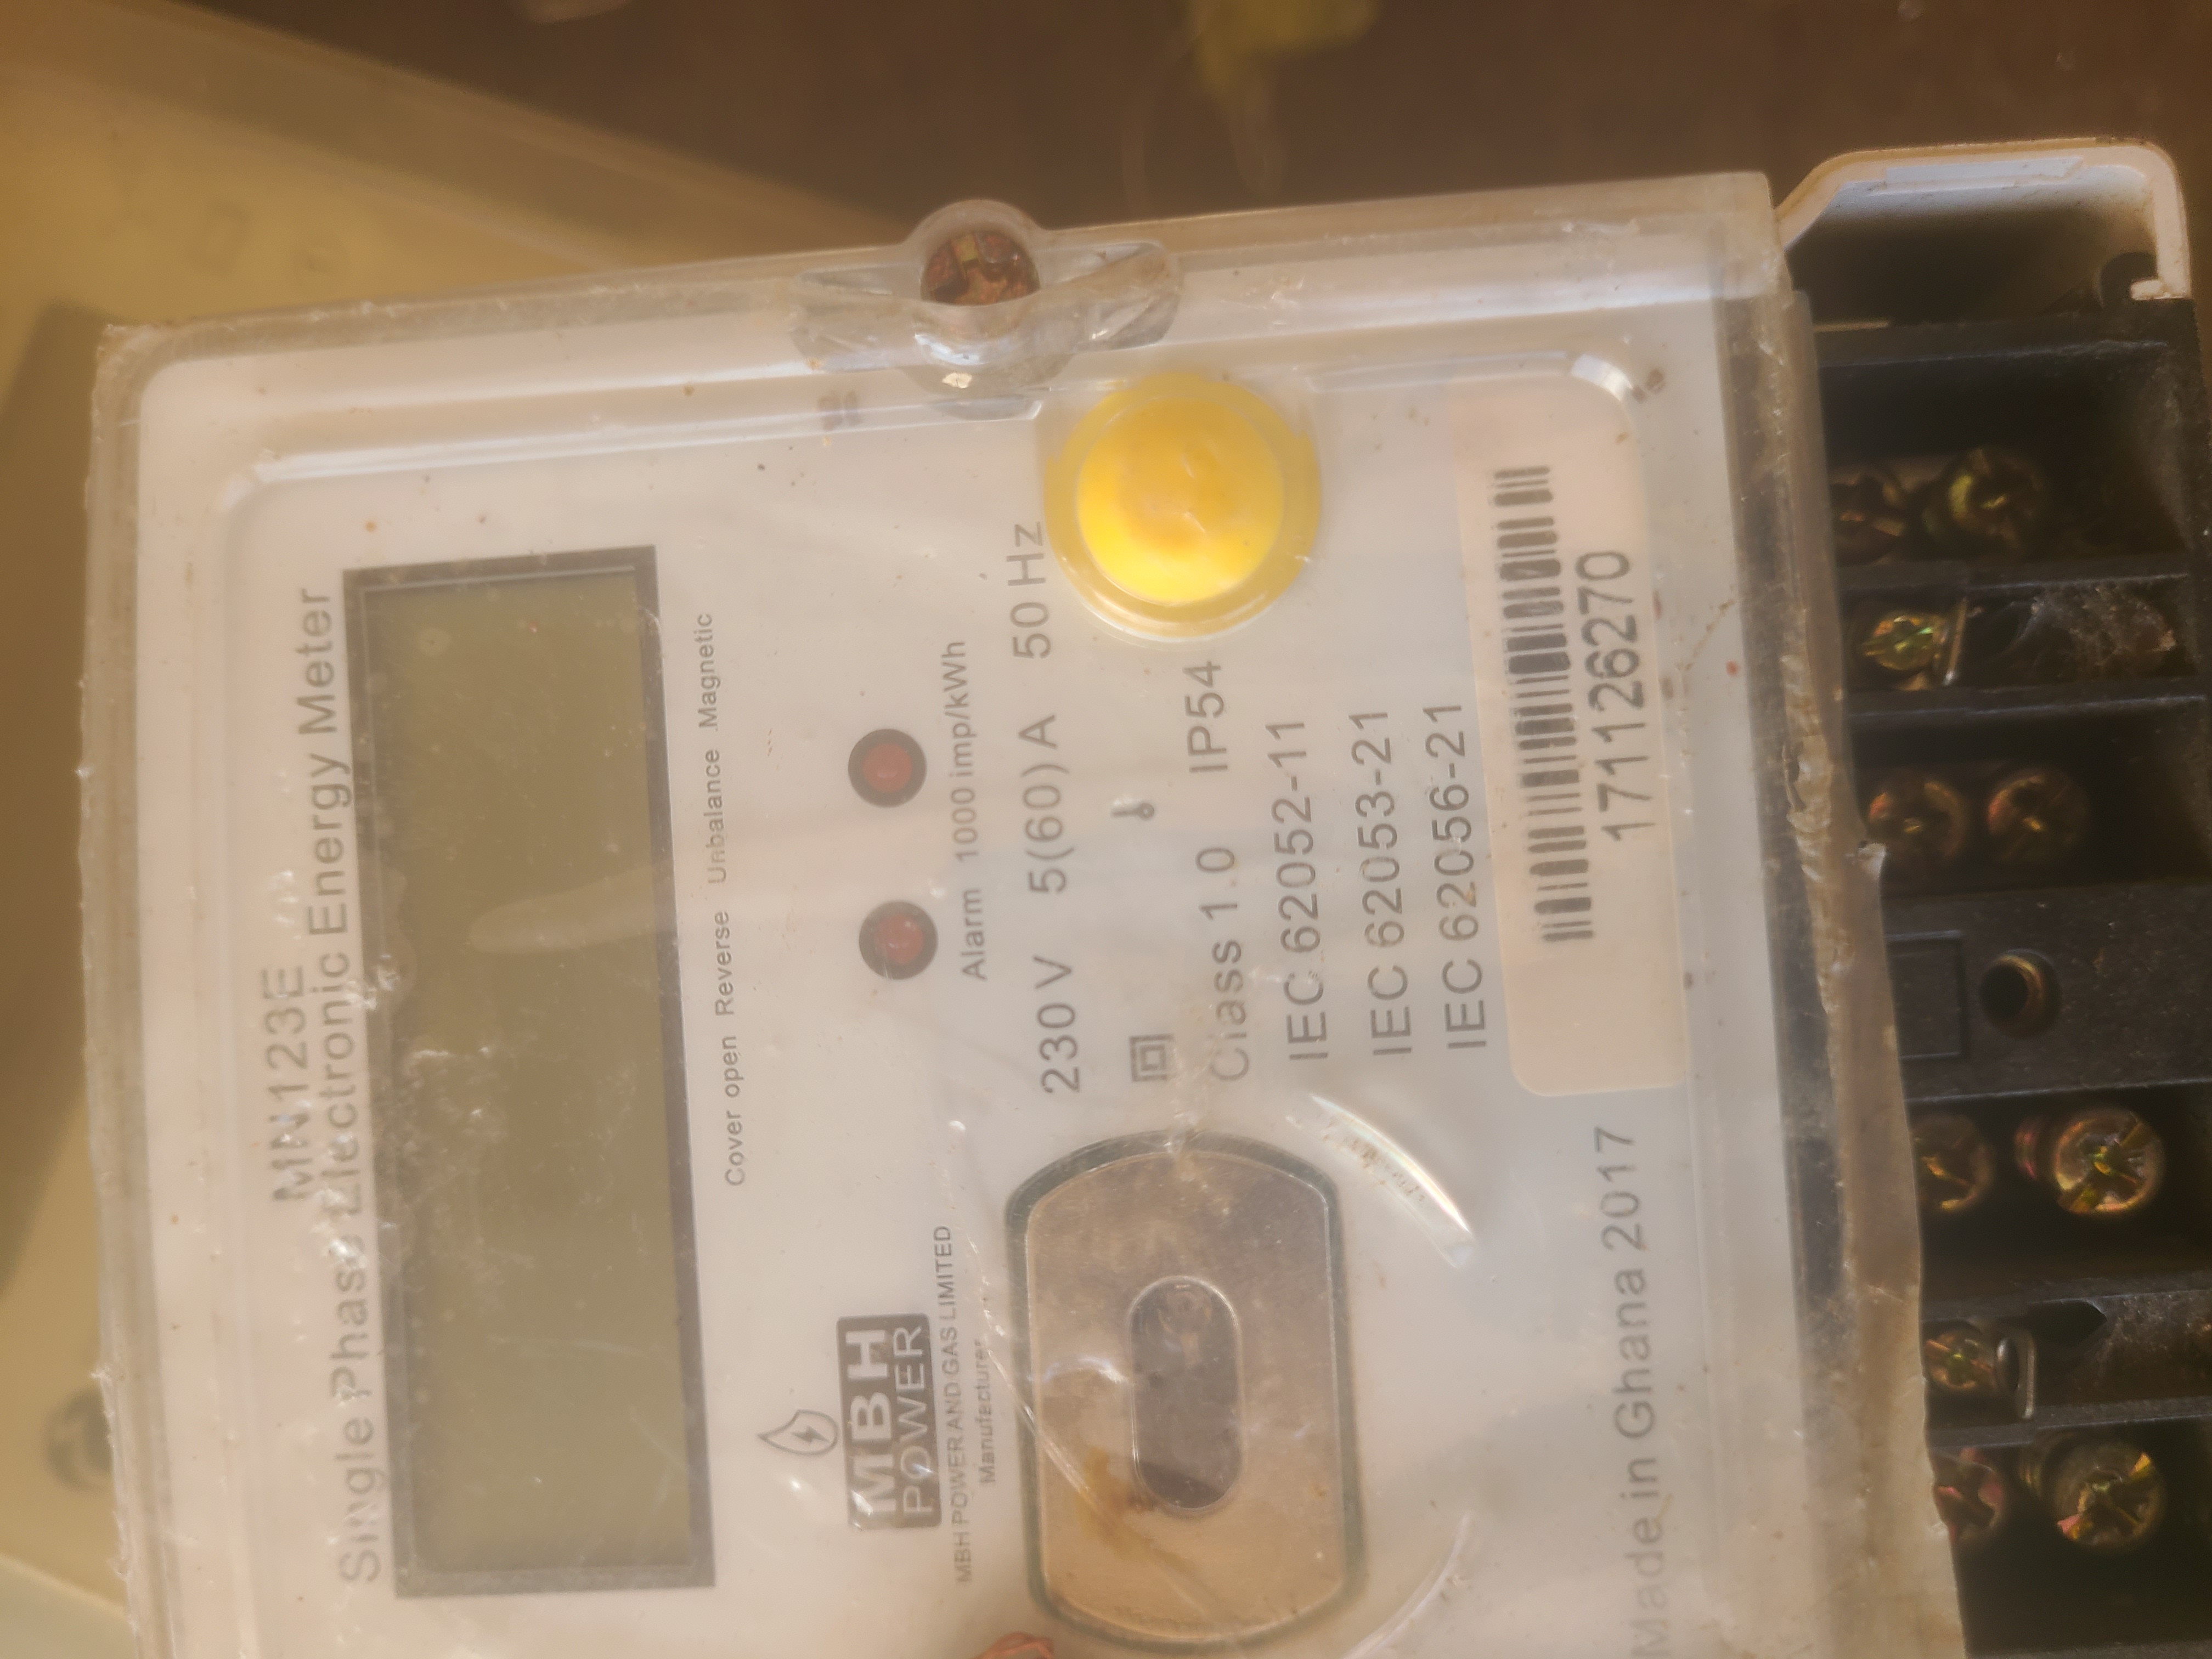 MN123E
Single Phase Electronic Energy Meter
Cover open Reverse Unbalance Magnetic
Alarm 1000 imp/kWh
MBH
POWER
MBH POWER AND GAS LIMITED
Manufacturer
230 V 5(60) A 50 Hz
Class 1.0 IP54
IEC 62052-11
IEC 62053-21
IEC 62056-21
171126270
Made in Ghana 2017